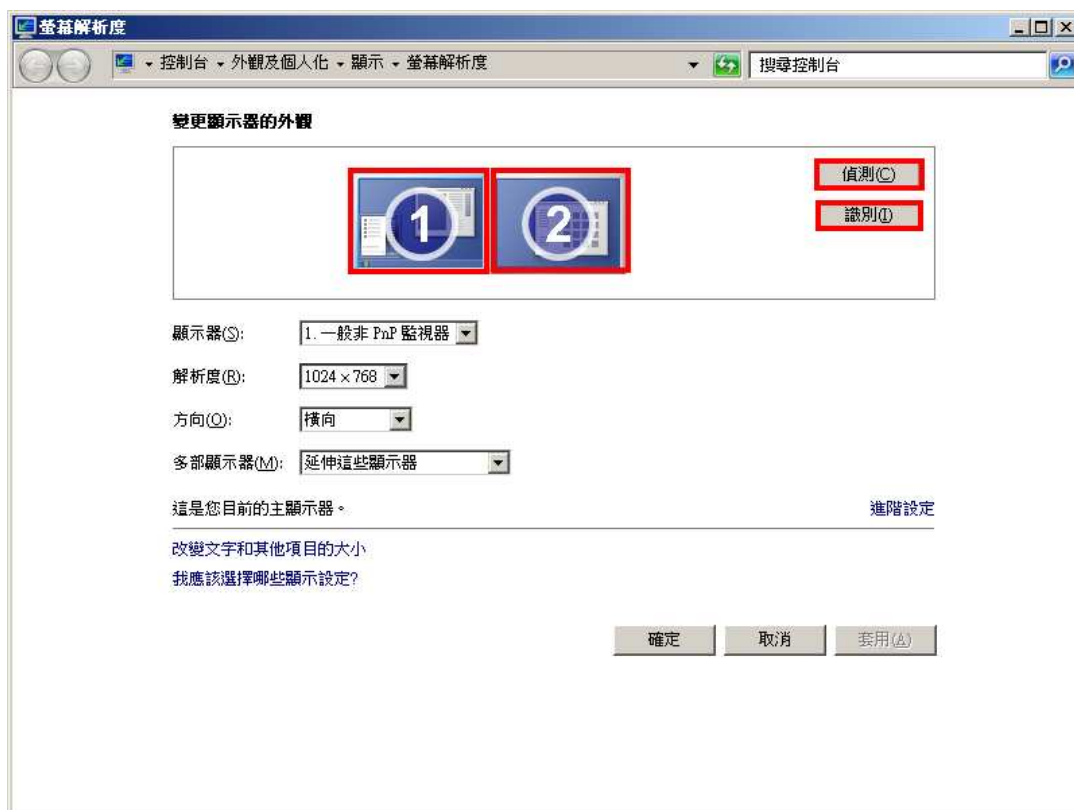 螢幕解析度
控制台 外觀及個人化 顯示 螢幕解析度 搜尋控制台
變更顯示器的外觀
1 2
偵測(C)
識別(I)
顯示器(S): 1. 一般非 PnP 監視器
解析度(R): 1024 × 768
方向(O): 橫向
多部顯示器(M): 延伸這些顯示器
這是您目前的主顯示器。 進階設定
改變文字和其他項目的大小
我應該選擇哪些顯示設定?
確定 取消 套用(A)